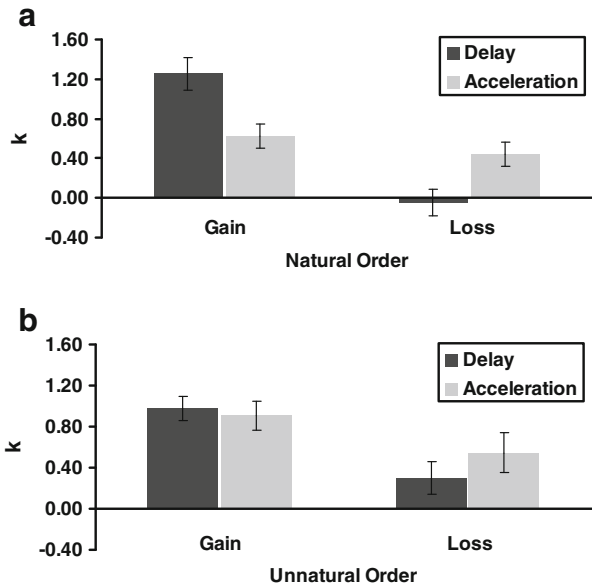 a
1.60
1.20
0.80
0.40
0.00
-0.40
k
Delay
Acceleration
Gain
Loss
Natural Order
b
1.60
1.20
0.80
0.40
0.00
-0.40
k
Delay
Acceleration
Gain
Loss
Unnatural Order